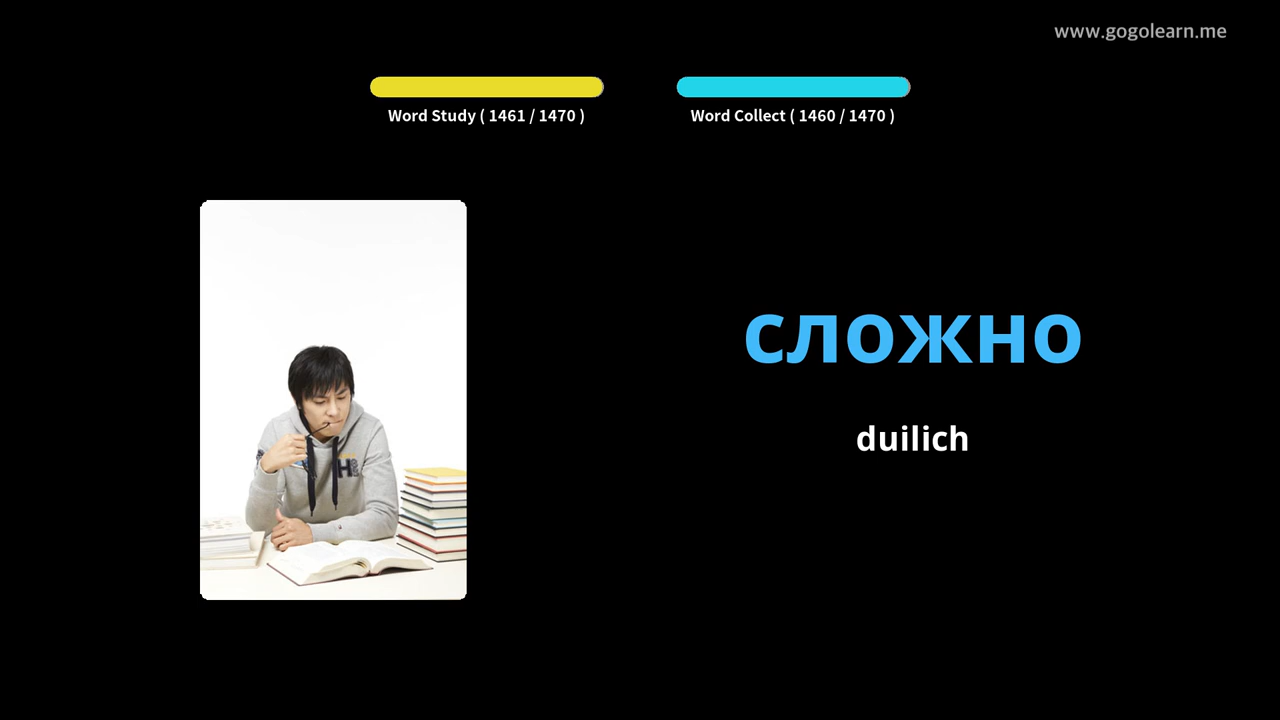 www.gogolearn.me
Word Study ( 1461 / 1470 )
Word Collect ( 1460 / 1470 )
сложно
duilich
H